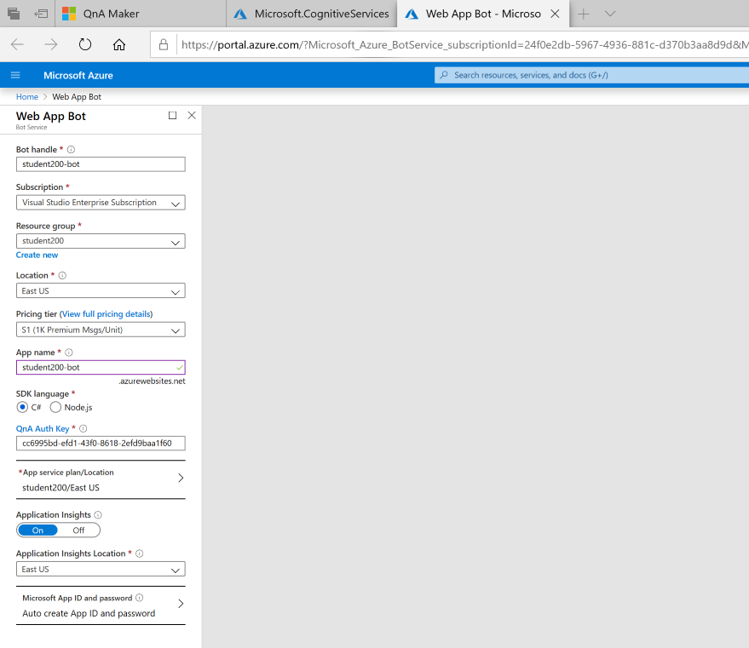 QnA Maker
Microsoft.CognitiveServices
Web App Bot - Microso
https://portal.azure.com/?Microsoft_Azure_BotService_subscriptionId=24f0e2db-5967-4936-881c-d370b3aa8d9d&M
Microsoft Azure
Search resources, services, and docs (G+/)
Home > Web App Bot
Web App Bot
Bot Service
Bot handle *
student200-bot
Subscription *
Visual Studio Enterprise Subscription
Resource group *
student200
Create new
Location *
East US
Pricing tier (View full pricing details)
S1 (1K Premium Msgs/Unit)
App name *
student200-bot
.azurewebsites.net
SDK language *
C# Node.js
QnA Auth Key *
cc6995bd-efd1-43f0-8618-2efd9baa1f60
*App service plan/Location
student200/East US
Application Insights
On Off
Application Insights Location *
East US
Microsoft App ID and password
Auto create App ID and password